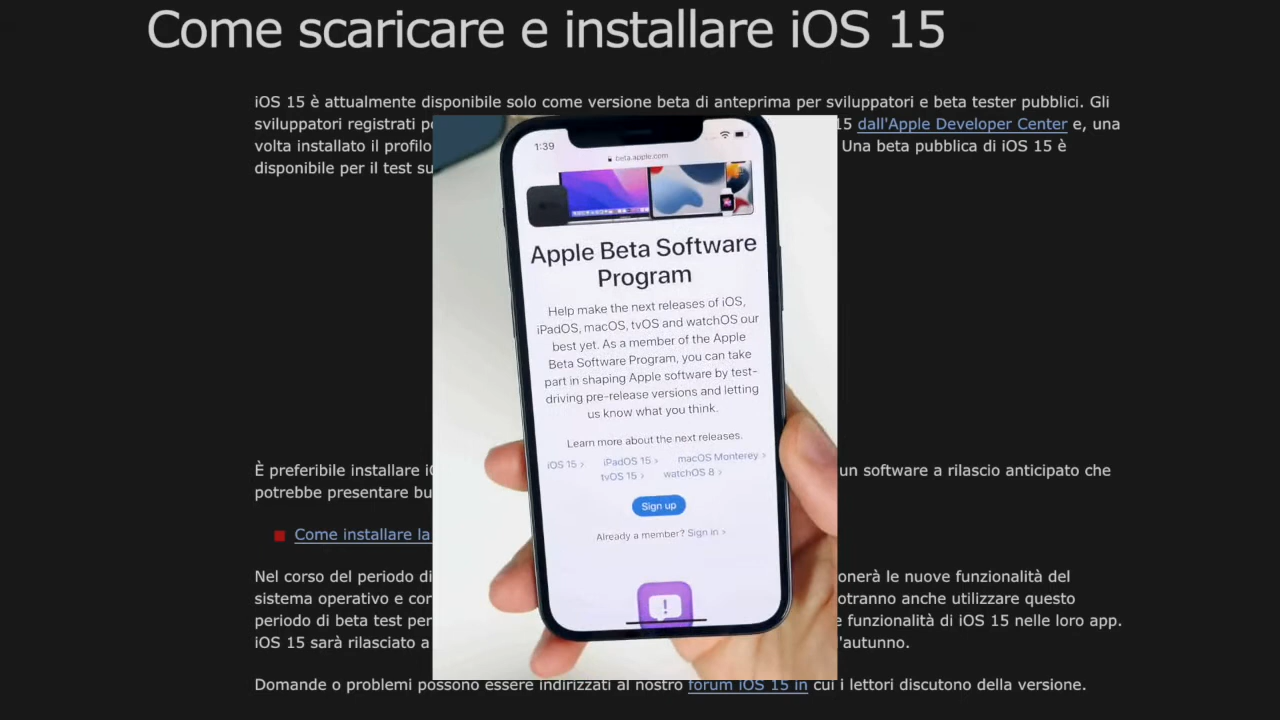 Come scaricare e installare iOS 15
iOS 15 è attualmente disponibile solo come versione beta di anteprima per sviluppatori e beta tester pubblici. Gli
sviluppatori registrati
15 dall'Apple Developer Center e, una
volta installato il profilo
Una beta pubblica di iOS 15 è
disponibile per il test
1:39
beta.apple.com
Apple Beta Software
Program
Help make the next releases of iOS,
iPadOS, macOS, tvOS and watchOS our
best yet. As a member of the Apple
Beta Software Program, you can take
part in shaping Apple software by test-
driving pre-release versions and letting
us know what you think.
Learn more about the next releases.
iOS 15 > iPadOS 15 > macOS Monterey >
tvOS 15 > watchOS 8 >
Sign up
Already a member? Sign in >
È preferibile installare
un software a rilascio anticipato che
potrebbe presentare
Come installare la
Nel corso del periodo di
le nuove funzionalità del
sistema operativo e
anche utilizzare questo
periodo di beta test
funzionalità di iOS 15 nelle loro app.
iOS 15 sarà rilasciato a
Domande o problemi possono essere indirizzati al nostro forum iOS 15 in cui i lettori discutono della versione.